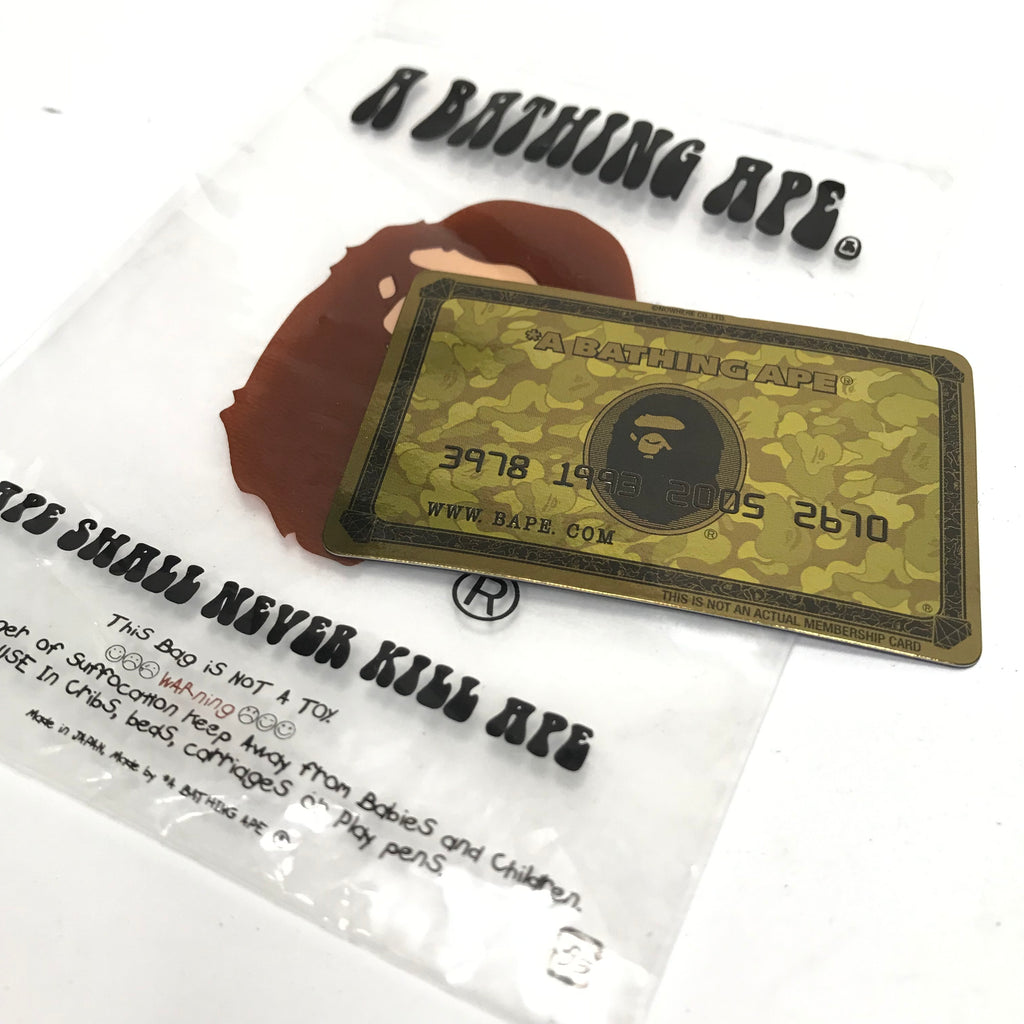 A BATHING APE®
©NOWHERE CO.,LTD.
*A BATHING APE®
3978 1993 2005 2670
WWW. BAPE. COM
®
®
THIS IS NOT AN ACTUAL MEMBERSHIP CARD
®
APE SHALL NEVER KILL APE
This Bag is NOT A TOY.
WARNING
of Suffocation Keep Away from Babies and Children.
USE In Cribs, beds, carriages or play pens.
Made in JAPAN. Made by *A BATHING APE ®